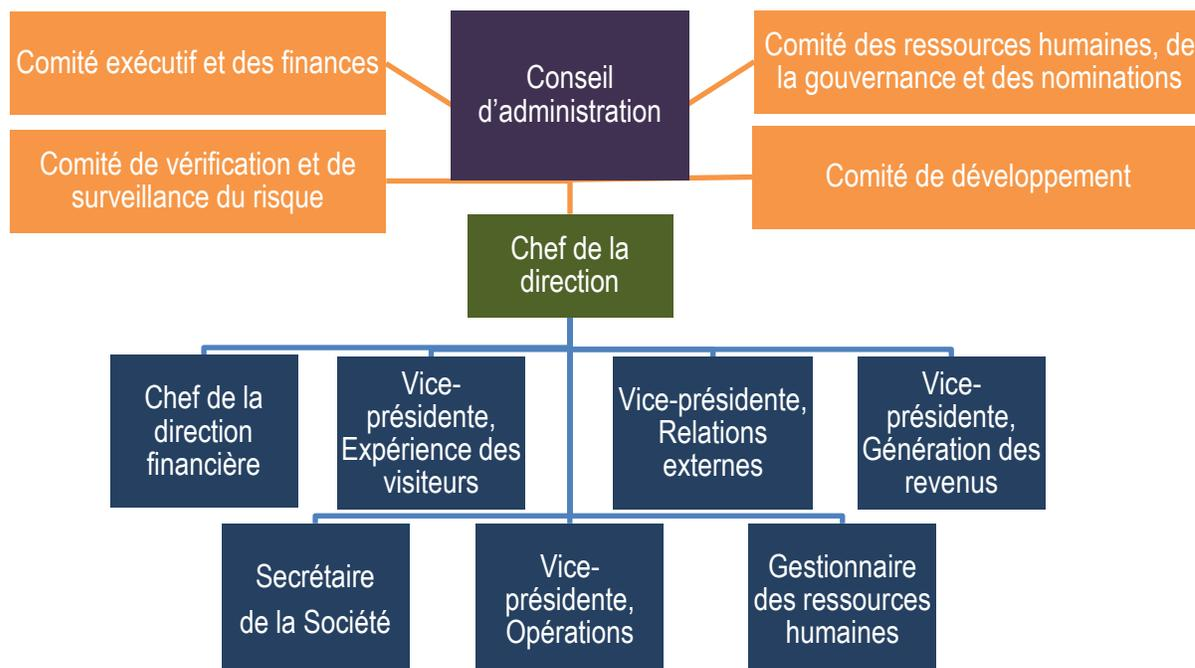 Comité exécutif et des finances
Conseil
d’administration
Comité des ressources humaines, de
la gouvernance et des nominations
Comité de vérification et de
surveillance du risque
Comité de développement
Chef de la
direction
Chef de la
direction
financière
Vice-
présidente,
Expérience des
visiteurs
Vice-présidente,
Relations
externes
Vice-
présidente,
Génération des
revenus
Secrétaire
de la Société
Vice-
présidente,
Opérations
Gestionnaire
des ressources
humaines